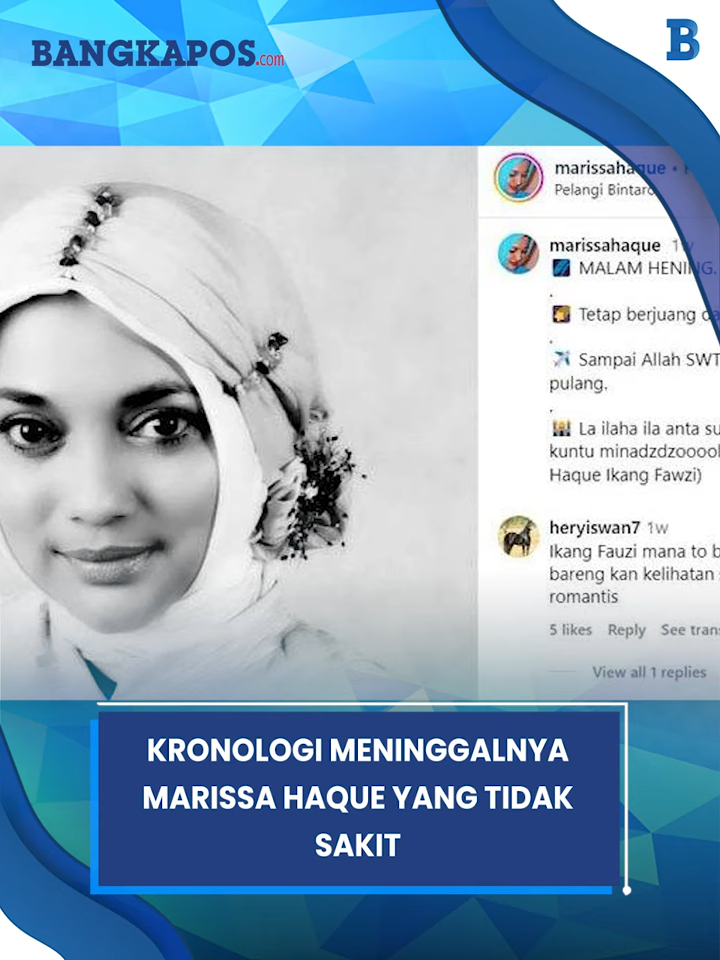 BANGKAPOS.com
B
marissahaque •
Pelangi Bintaro
marissahaque 1w
MALAM HENING.
.
Tetap berjuang
.
Sampai Allah SWT
pulang.
.
La ilaha ila anta
kuntu
Haque Ikang Fawzi)
heryiswan7 1w
Ikang Fauzi mana to
bareng kan kelihatan
romantis
5 likes Reply See
View all 1 replies
KRONOLOGI MENINGGALNYA
MARISSA HAQUE YANG TIDAK
SAKIT